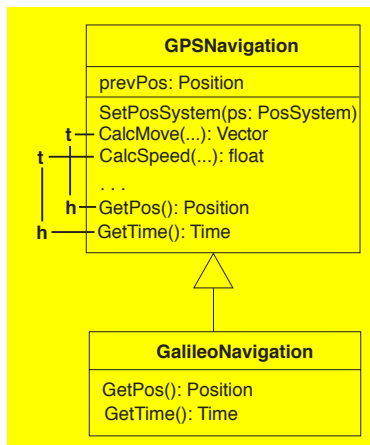 GPSNavigation
prevPos: Position
SetPosSystem(ps: PosSystem)
t CalcMove(...): Vector
t CalcSpeed(...): float
. . .
h GetPos(): Position
h GetTime(): Time
GalileoNavigation
GetPos(): Position
GetTime(): Time